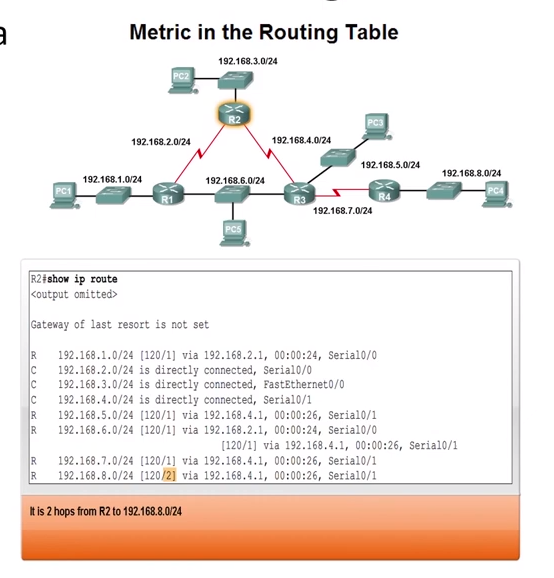 a
Metric in the Routing Table
192.168.3.0/24
PC2
R2
PC3
192.168.2.0/24
192.168.4.0/24
192.168.5.0/24
192.168.1.0/24
192.168.6.0/24
192.168.8.0/24
PC1
R1
R3
R4
PC4
192.168.7.0/24
PC5
R2#show ip route
<output omitted>
Gateway of last resort is not set
R 192.168.1.0/24 [120/1] via 192.168.2.1, 00:00:24, Serial0/0
C 192.168.2.0/24 is directly connected, Serial0/0
C 192.168.3.0/24 is directly connected, FastEthernet0/0
C 192.168.4.0/24 is directly connected, Serial0/1
R 192.168.5.0/24 [120/1] via 192.168.4.1, 00:00:26, Serial0/1
R 192.168.6.0/24 [120/1] via 192.168.2.1, 00:00:24, Serial0/0
[120/1] via 192.168.4.1, 00:00:26, Serial0/1
R 192.168.7.0/24 [120/1] via 192.168.4.1, 00:00:26, Serial0/1
R 192.168.8.0/24 [120/2] via 192.168.4.1, 00:00:26, Serial0/1
It is 2 hops from R2 to 192.168.8.0/24